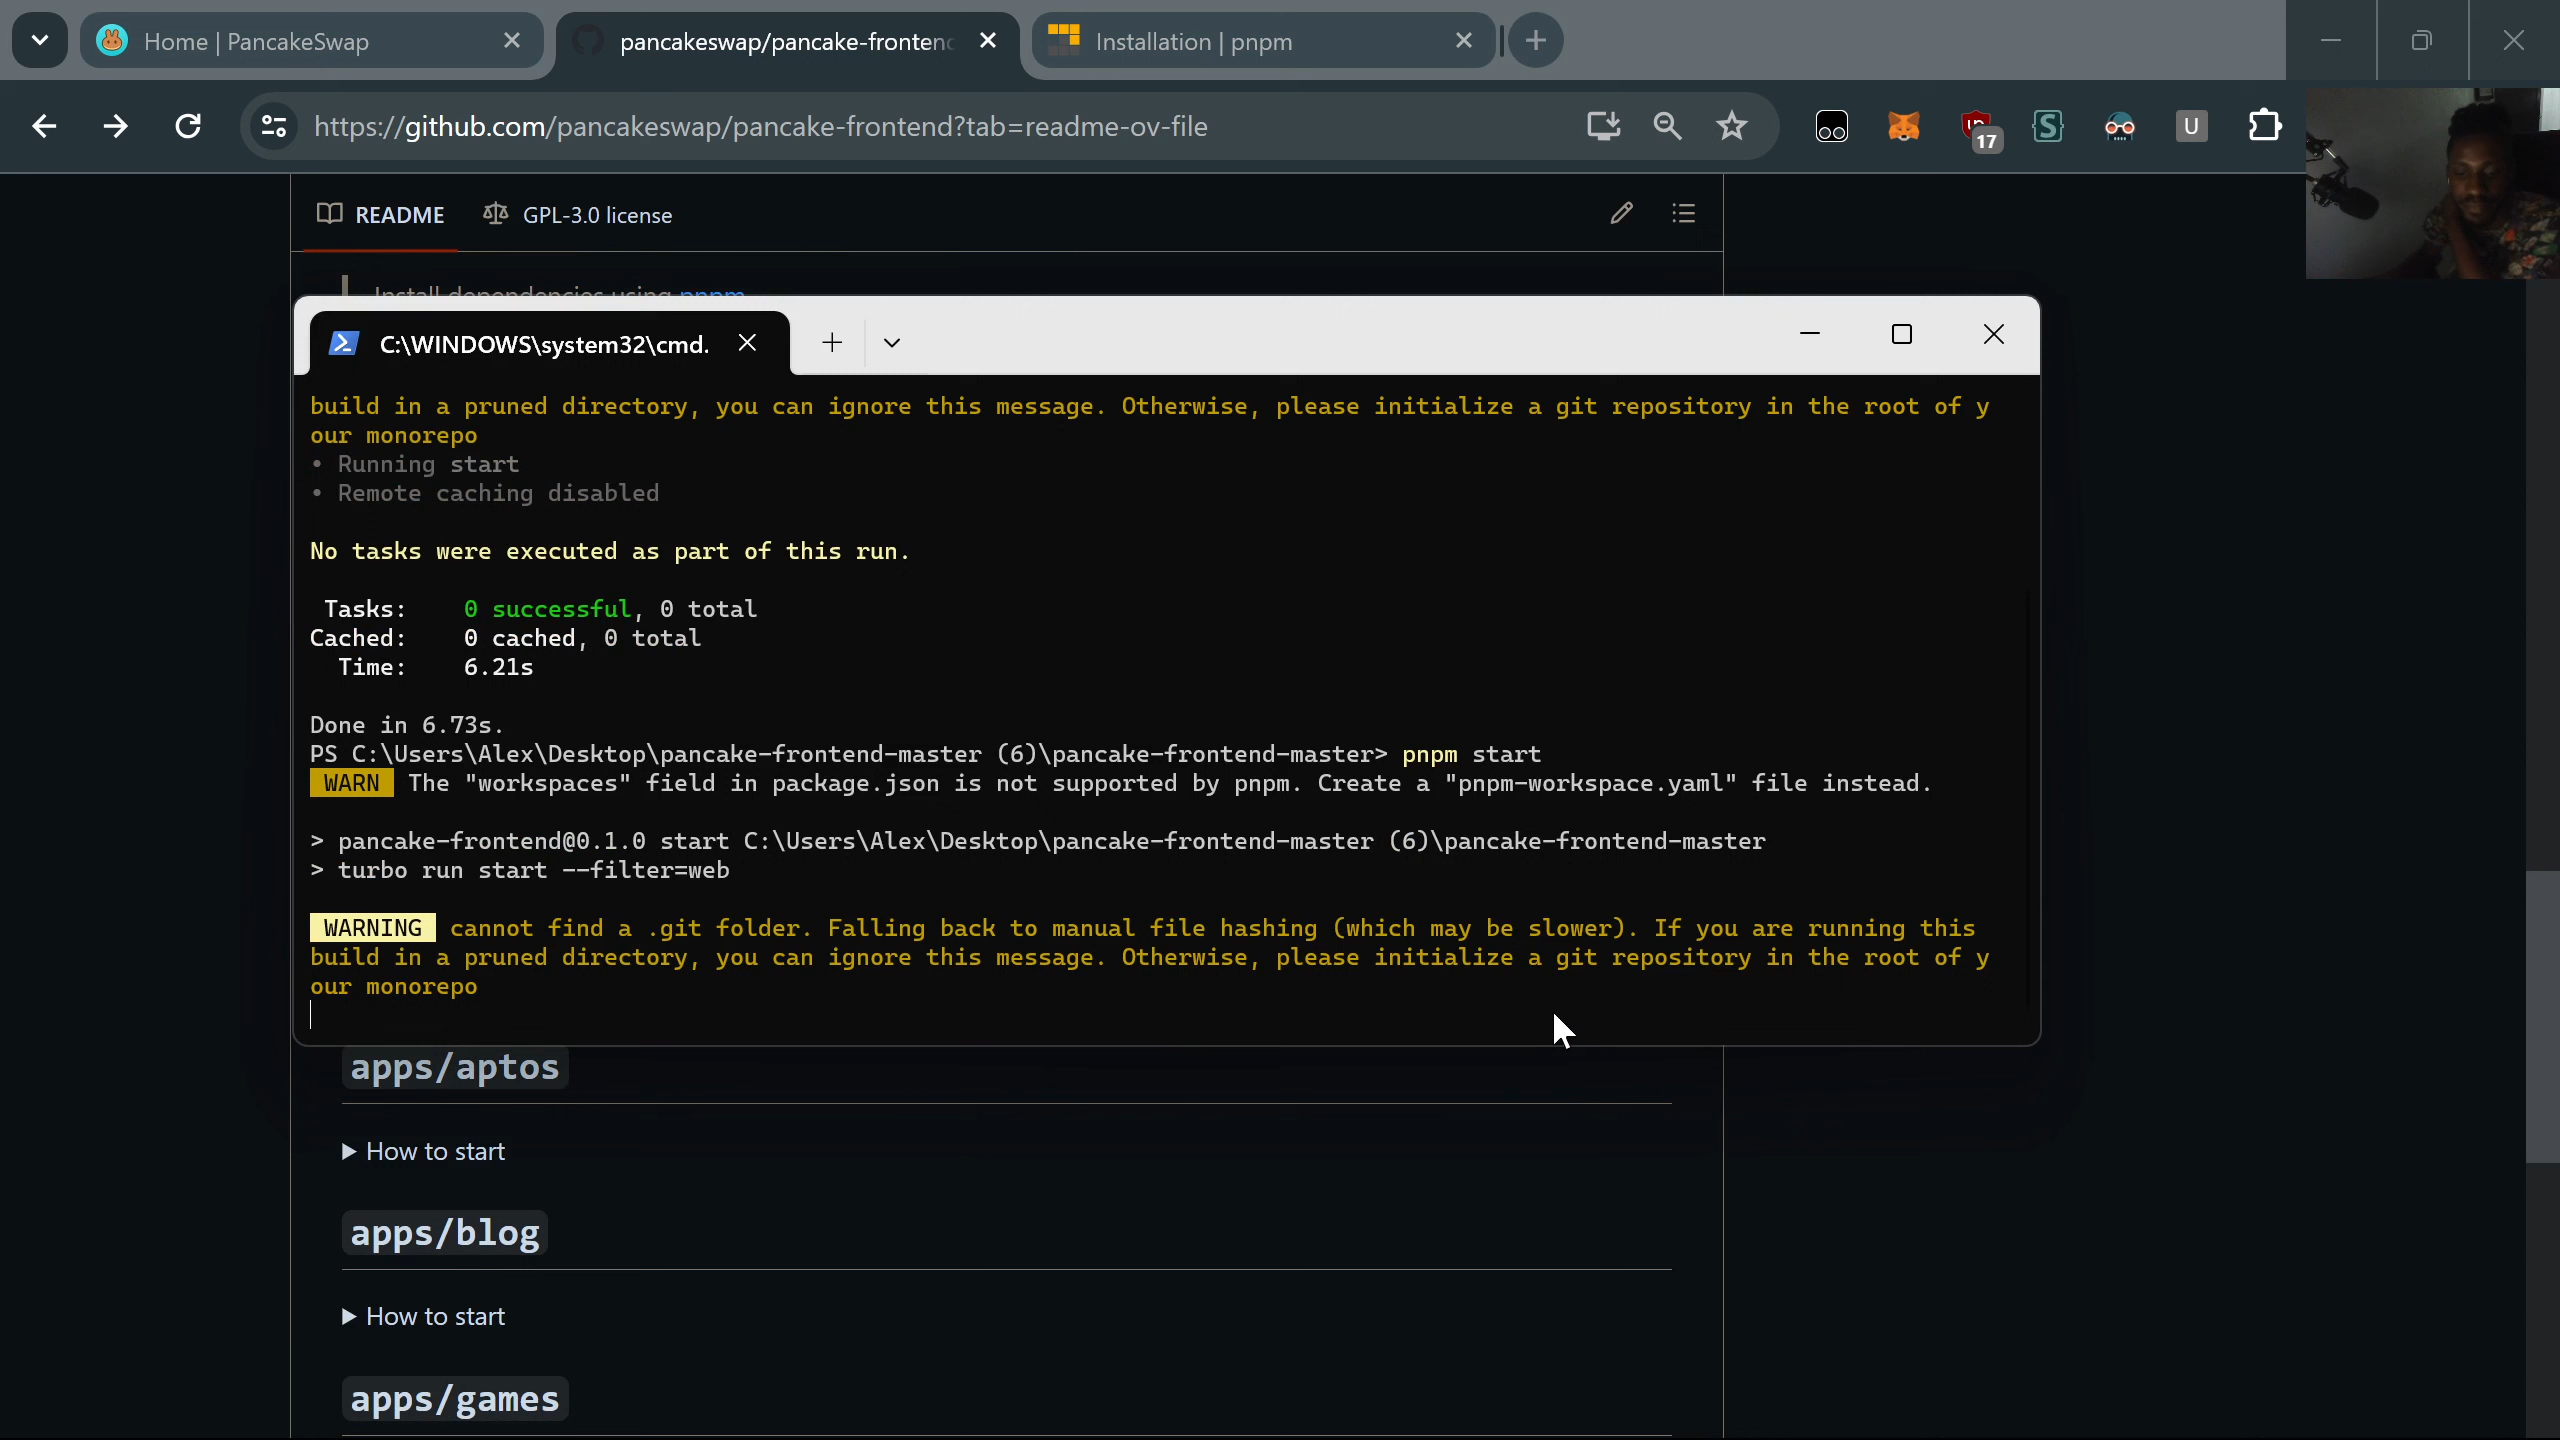 Home | PancakeSwap
pancakeswap/pancake-frontend
Installation | pnpm
https://github.com/pancakeswap/pancake-frontend?tab=readme-ov-file
17
U
README
GPL-3.0 license
Install dependencies using pnpm
C:\WINDOWS\system32\cmd.
build in a pruned directory, you can ignore this message. Otherwise, please initialize a git repository in the root of y
our monorepo
• Running start
• Remote caching disabled
No tasks were executed as part of this run.
Tasks: 0 successful, 0 total
Cached: 0 cached, 0 total
Time: 6.21s
Done in 6.73s.
PS C:\Users\Alex\Desktop\pancake-frontend-master (6)\pancake-frontend-master> pnpm start
WARN The "workspaces" field in package.json is not supported by pnpm. Create a "pnpm-workspace.yaml" file instead.
> pancake-frontend@0.1.0 start C:\Users\Alex\Desktop\pancake-frontend-master (6)\pancake-frontend-master
> turbo run start --filter=web
WARNING cannot find a .git folder. Falling back to manual file hashing (which may be slower). If you are running this
build in a pruned directory, you can ignore this message. Otherwise, please initialize a git repository in the root of y
our monorepo
apps/aptos
How to start
apps/blog
How to start
apps/games